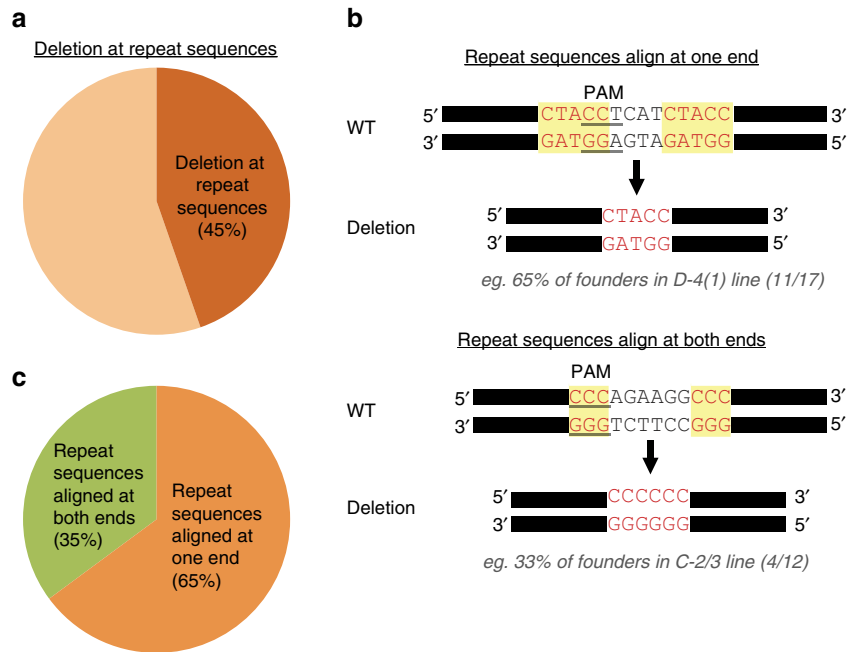 a
Deletion at repeat sequences
Deletion at
repeat
sequences
(45%)
b
Repeat sequences align at one end
PAM
WT
5′ CTACCTCATCTACC 3′
3′ GATGGAGTAGATGG 5′
Deletion
5′ CTACC 3′
3′ GATGG 5′
eg. 65% of founders in D-4(1) line (11/17)
Repeat sequences align at both ends
PAM
WT
5′ CCCAGAAGGCCC 3′
3′ GGGTCTTCCGGG 5′
Deletion
5′ CCCCCC 3′
3′ GGGGGG 5′
eg. 33% of founders in C-2/3 line (4/12)
c
Repeat
sequences
aligned at
both ends
(35%)
Repeat
sequences
aligned at
one end
(65%)